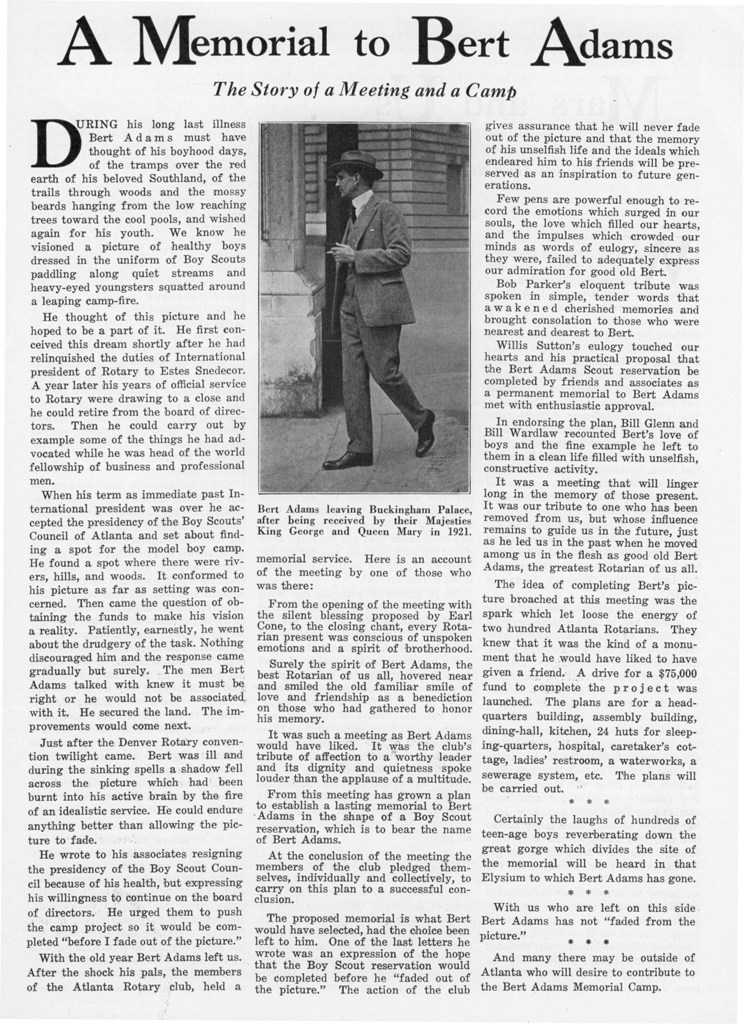 A Memorial to Bert Adams
The Story of a Meeting and a Camp
DURING his long last illness
Bert Adams must have
thought of his boyhood days,
of the tramps over the red
earth of his beloved Southland, of the
trails through woods and the mossy
beards hanging from the low reaching
trees toward the cool pools, and wished
again for his youth. We know he
visioned a picture of healthy boys
dressed in the uniform of Boy Scouts
paddling along quiet streams and
heavy-eyed youngsters squatted around
a leaping camp-fire.
He thought of this picture and he
hoped to be a part of it. He first con-
ceived this dream shortly after he had
relinquished the duties of International
president of Rotary to Estes Snedecor.
A year later his years of official service
to Rotary were drawing to a close and
he could retire from the board of direc-
tors. Then he could carry out by
example some of the things he had ad-
vocated while he was head of the world
fellowship of business and professional
men.
When his term as immediate past In-
ternational president was over he ac-
cepted the presidency of the Boy Scouts'
Council of Atlanta and set about find-
ing a spot for the model boy camp.
He found a spot where there were riv-
ers, hills, and woods. It conformed to
his picture as far as setting was con-
cerned. Then came the question of ob-
taining the funds to make his vision
a reality. Patiently, earnestly, he went
about the drudgery of the task. Nothing
discouraged him and the response came
gradually but surely. The men Bert
Adams talked with knew it must be
right or he would not be associated
with it. He secured the land. The im-
provements would come next.
Just after the Denver Rotary conven-
tion twilight came. Bert was ill and
during the sinking spells a shadow fell
across the picture which had been
burnt into his active brain by the fire
of an idealistic service. He could endure
anything better than allowing the pic-
ture to fade.
He wrote to his associates resigning
the presidency of the Boy Scout Coun-
cil because of his health, but expressing
his willingness to continue on the board
of directors. He urged them to push
the camp project so it would be com-
pleted "before I fade out of the picture."
With the old year Bert Adams left us.
After the shock his pals, the members
of the Atlanta Rotary club, held a
Bert Adams leaving Buckingham Palace,
after being received by their Majesties
King George and Queen Mary in 1921.
memorial service. Here is an account
of the meeting by one of those who
was there:
From the opening of the meeting with
the silent blessing proposed by Earl
Cone, to the closing chant, every Rota-
rian present was conscious of unspoken
emotions and a spirit of brotherhood.
Surely the spirit of Bert Adams, the
best Rotarian of us all, hovered near
and smiled the old familiar smile of
love and friendship as a benediction
on those who had gathered to honor
his memory.
It was such a meeting as Bert Adams
would have liked. It was the club's
tribute of affection to a worthy leader
and its dignity and quietness spoke
louder than the applause of a multitude.
From this meeting has grown a plan
to establish a lasting memorial to Bert
Adams in the shape of a Boy Scout
reservation, which is to bear the name
of Bert Adams.
At the conclusion of the meeting the
members of the club pledged them-
selves, individually and collectively, to
carry on this plan to a successful con-
clusion.
The proposed memorial is what Bert
would have selected, had the choice been
left to him. One of the last letters he
wrote was an expression of the hope
that the Boy Scout reservation would
be completed before he "faded out of
the picture." The action of the club
gives assurance that he will never fade
out of the picture and that the memory
of his unselfish life and the ideals which
endeared him to his friends will be pre-
served as an inspiration to future gen-
erations.
Few pens are powerful enough to re-
cord the emotions which surged in our
souls, the love which filled our hearts,
and the impulses which crowded our
minds as words of eulogy, sincere as
they were, failed to adequately express
our admiration for good old Bert.
Bob Parker's eloquent tribute was
spoken in simple, tender words that
awakened cherished memories and
brought consolation to those who were
nearest and dearest to Bert.
Willis Sutton's eulogy touched our
hearts and his practical proposal that
the Bert Adams Scout reservation be
completed by friends and associates as
a permanent memorial to Bert Adams
met with enthusiastic approval.
In endorsing the plan, Bill Glenn and
Bill Wardlaw recounted Bert's love of
boys and the fine example he left to
them in a clean life filled with unselfish,
constructive activity.
It was a meeting that will linger
long in the memory of those present.
It was our tribute to one who has been
removed from us, but whose influence
remains to guide us in the future, just
as he led us in the past when he moved
among us in the flesh as good old Bert
Adams, the greatest Rotarian of us all.
The idea of completing Bert's pic-
ture broached at this meeting was the
spark which let loose the energy of
two hundred Atlanta Rotarians. They
knew that it was the kind of a monu-
ment that he would have liked to have
given a friend. A drive for a $75,000
fund to complete the project was
launched. The plans are for a head-
quarters building, assembly building,
dining-hall, kitchen, 24 huts for sleep-
ing-quarters, hospital, caretaker's cot-
tage, ladies' restroom, a waterworks, a
sewerage system, etc. The plans will
be carried out.
* * *
Certainly the laughs of hundreds of
teen-age boys reverberating down the
great gorge which divides the site of
the memorial will be heard in that
Elysium to which Bert Adams has gone.
* * *
With us who are left on this side
Bert Adams has not "faded from the
picture."
* * *
And many there may be outside of
Atlanta who will desire to contribute to
the Bert Adams Memorial Camp.